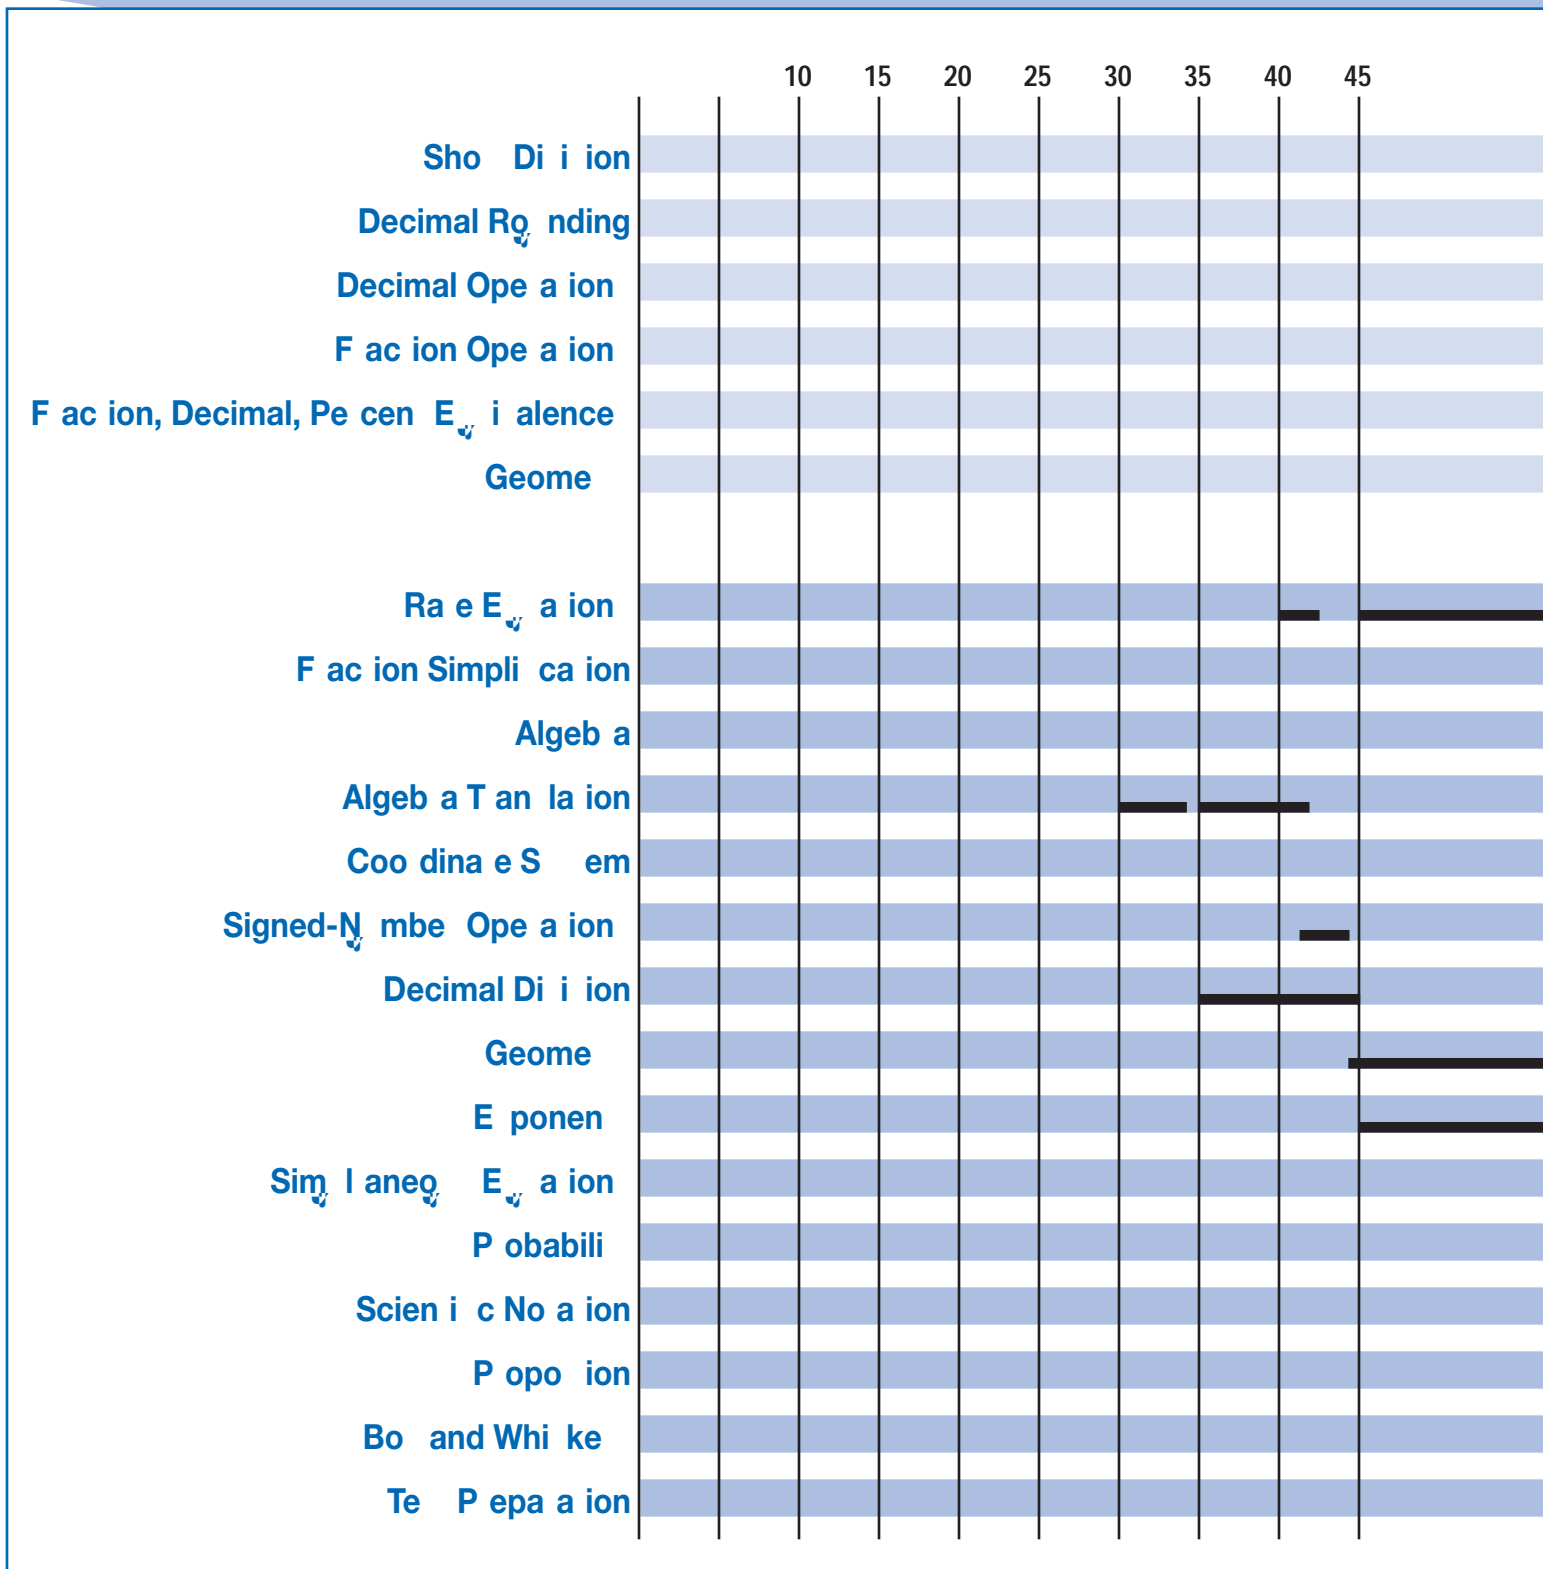 10 15 20 25 30 35 40 45
Sho Di i ion
Decimal Ro nding
Decimal Ope a ion
F ac ion Ope a ion
F ac ion, Decimal, Pe cen E i alence
Geome
Ra e E a ion
F ac ion Simpli ca ion
Algeb a
Algeb a T an la ion
Coo dina e S em
Signed-N mbe Ope a ion
Decimal Di i ion
Geome
E ponen
Sim l aneo E a ion
P obabili
Scien i c No a ion
P opo ion
Bo and Whi ke
Te P epa a ion